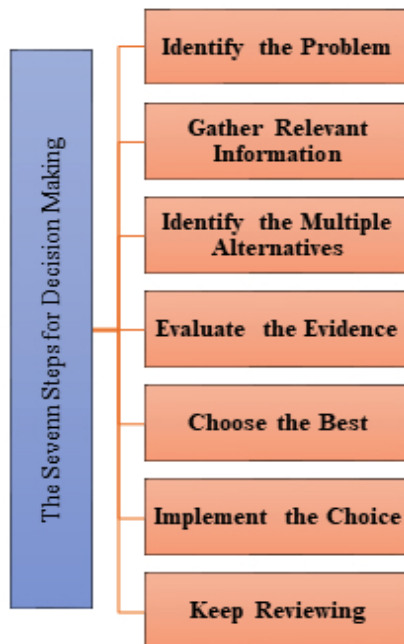 The Sevenn Steps for Decision Making
Identify the Problem
Gather Relevant
Information
Identify the Multiple
Alternatives
Evaluate the Evidence
Choose the Best
Implement the Choice
Keep Reviewing